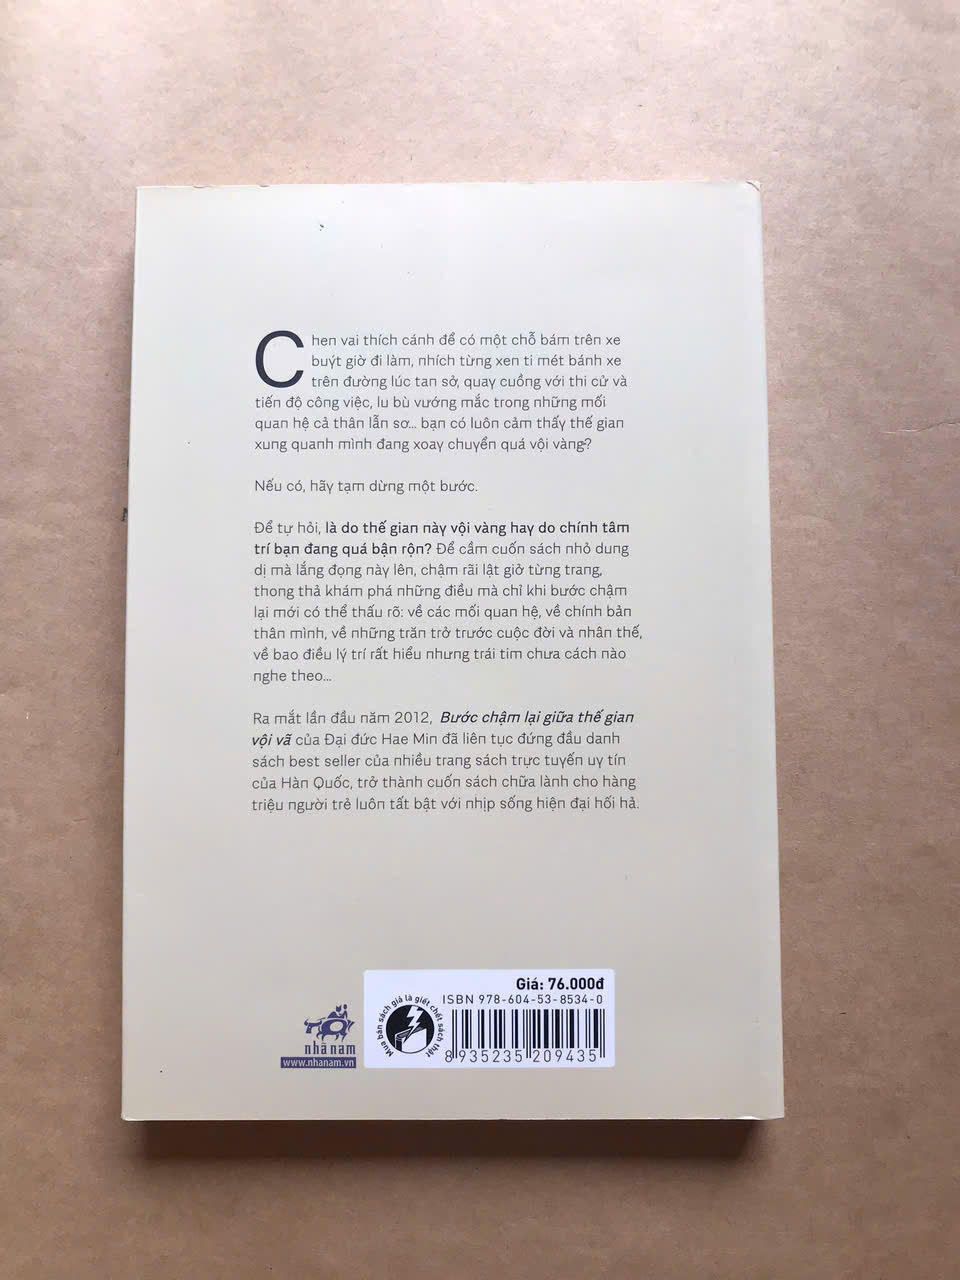 Chen vai thích cánh để có một chỗ bám trên xe
buýt giờ đi làm, nhích từng xen ti mét bánh xe
trên đường lúc tan sở, quay cuồng với thi cử và
tiến độ công việc, lu bù vướng mắc trong những mối
quan hệ cả thân lẫn sơ... bạn có luôn cảm thấy thế gian
xung quanh mình đang xoay chuyển quá vội vàng?
Nếu có, hãy tạm dừng một bước.
Để tự hỏi, là do thế gian này vội vàng hay do chính tâm
trí bạn đang quá bận rộn? Để cầm cuốn sách nhỏ dung
dị mà lắng đọng này lên, chậm rãi lật giở từng trang,
thong thả khám phá những điều mà chỉ khi bước chậm
lại mới có thể thấu rõ: về các mối quan hệ, về chính bản
thân mình, về những trăn trở trước cuộc đời và nhân thế,
về bao điều lý trí rất hiểu nhưng trái tim chưa cách nào
nghe theo...
Ra mắt lần đầu năm 2012, Bước chậm lại giữa thế gian
vội vã của Đại đức Hae Min đã liên tục đứng đầu danh
sách best seller của nhiều trang sách trực tuyến uy tín
của Hàn Quốc, trở thành cuốn sách chữa lành cho hàng
triệu người trẻ luôn tất bật với nhịp sống hiện đại hối hả.
nhã nam
www.nhanam.vn
Mua bán sách giả là giết chết sách thật
Giá: 76.000đ
ISBN 978-604-53-8534-0
8 935235 209435